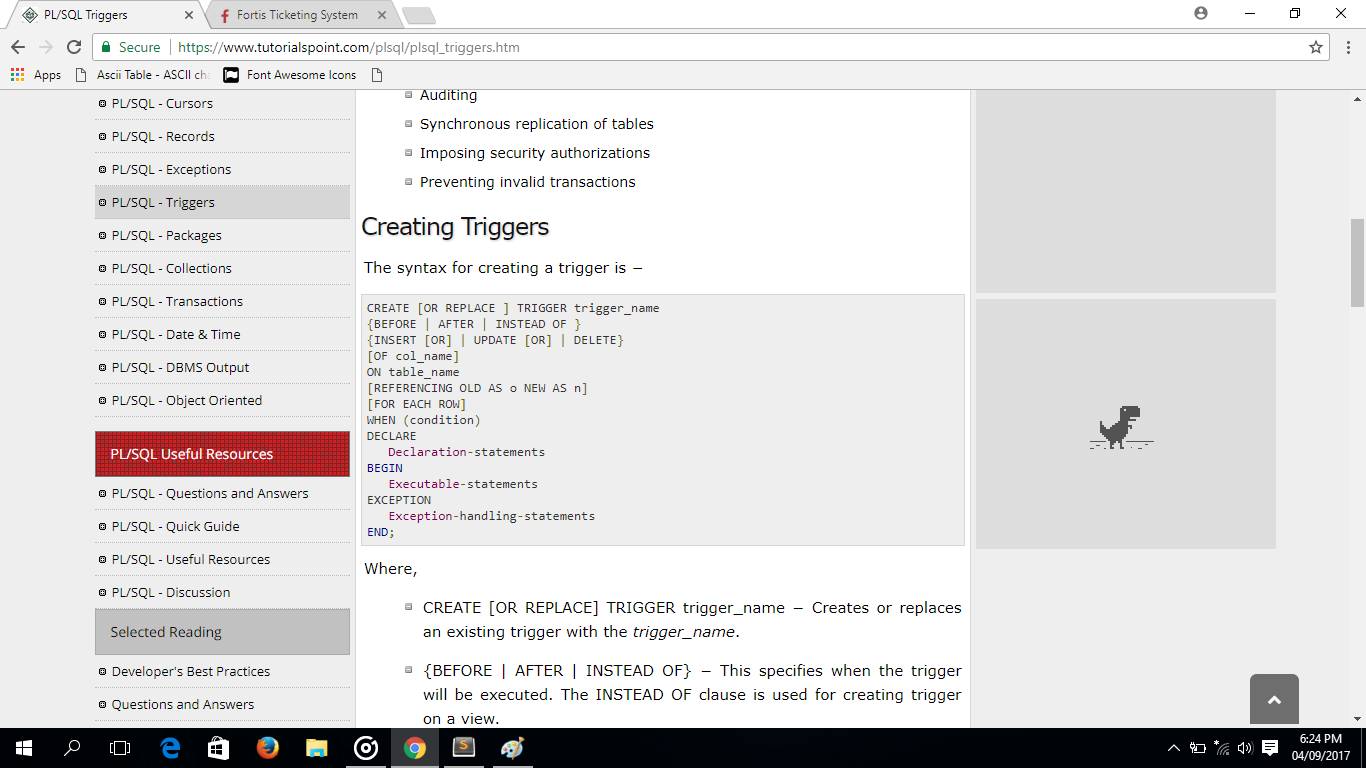 PL/SQL Triggers
Fortis Ticketing System
Secure
https://www.tutorialspoint.com/plsql/plsql_triggers.htm
Apps
Ascii Table - ASCII ch
Font Awesome Icons
PL/SQL - Cursors
PL/SQL - Records
PL/SQL - Exceptions
PL/SQL - Triggers
PL/SQL - Packages
PL/SQL - Collections
PL/SQL - Transactions
PL/SQL - Date & Time
PL/SQL - DBMS Output
PL/SQL - Object Oriented
PL/SQL Useful Resources
PL/SQL - Questions and Answers
PL/SQL - Quick Guide
PL/SQL - Useful Resources
PL/SQL - Discussion
Selected Reading
Developer's Best Practices
Questions and Answers
Auditing
Synchronous replication of tables
Imposing security authorizations
Preventing invalid transactions
Creating Triggers
The syntax for creating a trigger is −
CREATE [OR REPLACE ] TRIGGER trigger_name
{BEFORE | AFTER | INSTEAD OF }
{INSERT [OR] | UPDATE [OR] | DELETE}
[OF col_name]
ON table_name
[REFERENCING OLD AS o NEW AS n]
[FOR EACH ROW]
WHEN (condition)
DECLARE
Declaration-statements
BEGIN
Executable-statements
EXCEPTION
Exception-handling-statements
END;
Where,
CREATE [OR REPLACE] TRIGGER trigger_name − Creates or replaces
an existing trigger with the trigger_name.
{BEFORE | AFTER | INSTEAD OF} − This specifies when the trigger
will be executed. The INSTEAD OF clause is used for creating trigger
on a view.
6:24 PM
04/09/2017